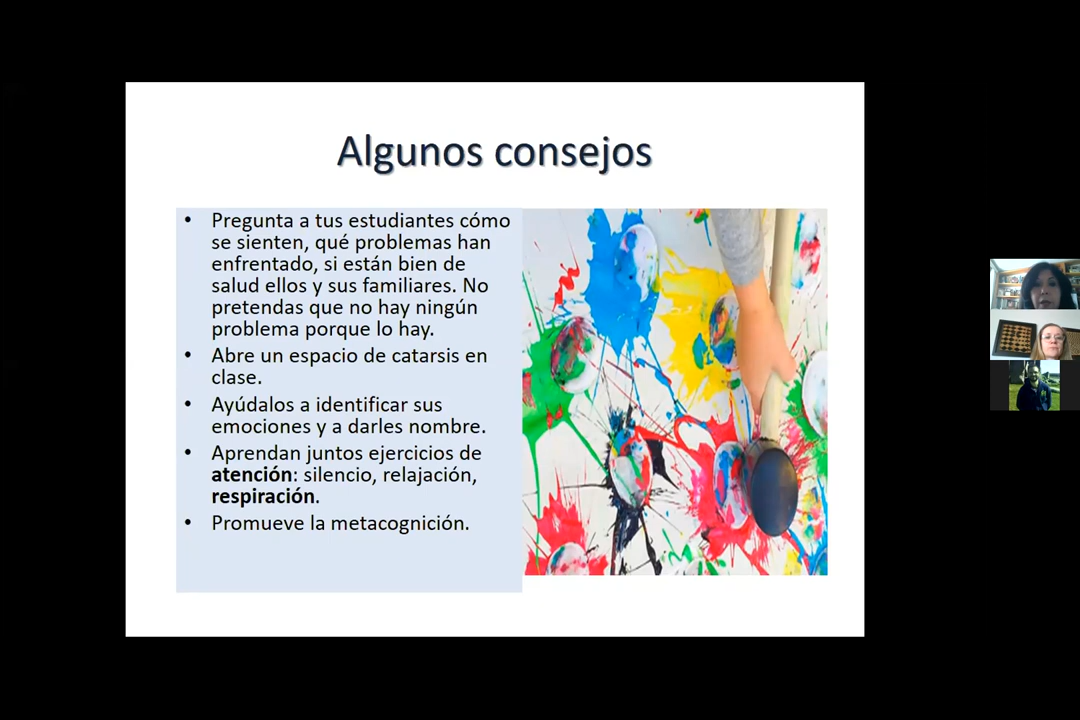 Algunos consejos
• Pregunta a tus estudiantes cómo
se sienten, qué problemas han
enfrentado, si están bien de
salud ellos y sus familiares. No
pretendas que no hay ningún
problema porque lo hay.
• Abre un espacio de catarsis en
clase.
• Ayúdalos a identificar sus
emociones y a darles nombre.
• Aprendan juntos ejercicios de
atención: silencio, relajación,
respiración.
• Promueve la metacognición.